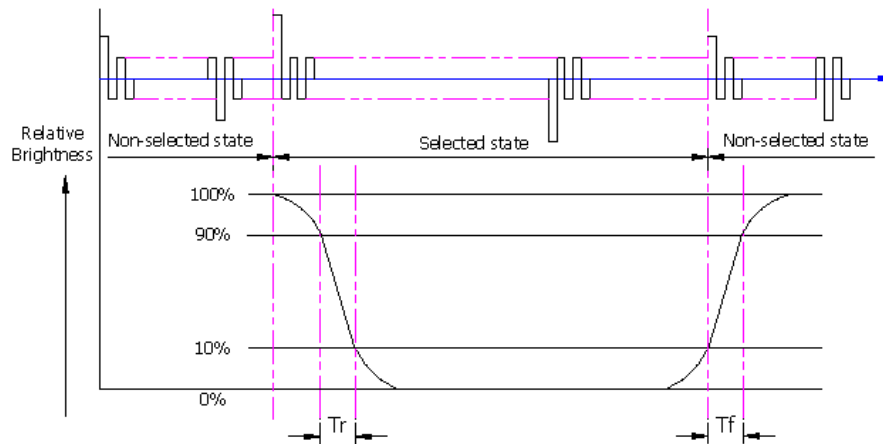 Relative
Brightness
Non-selected state
Selected state
Non-selected state
100%
90%
10%
0%
Tr
Tf